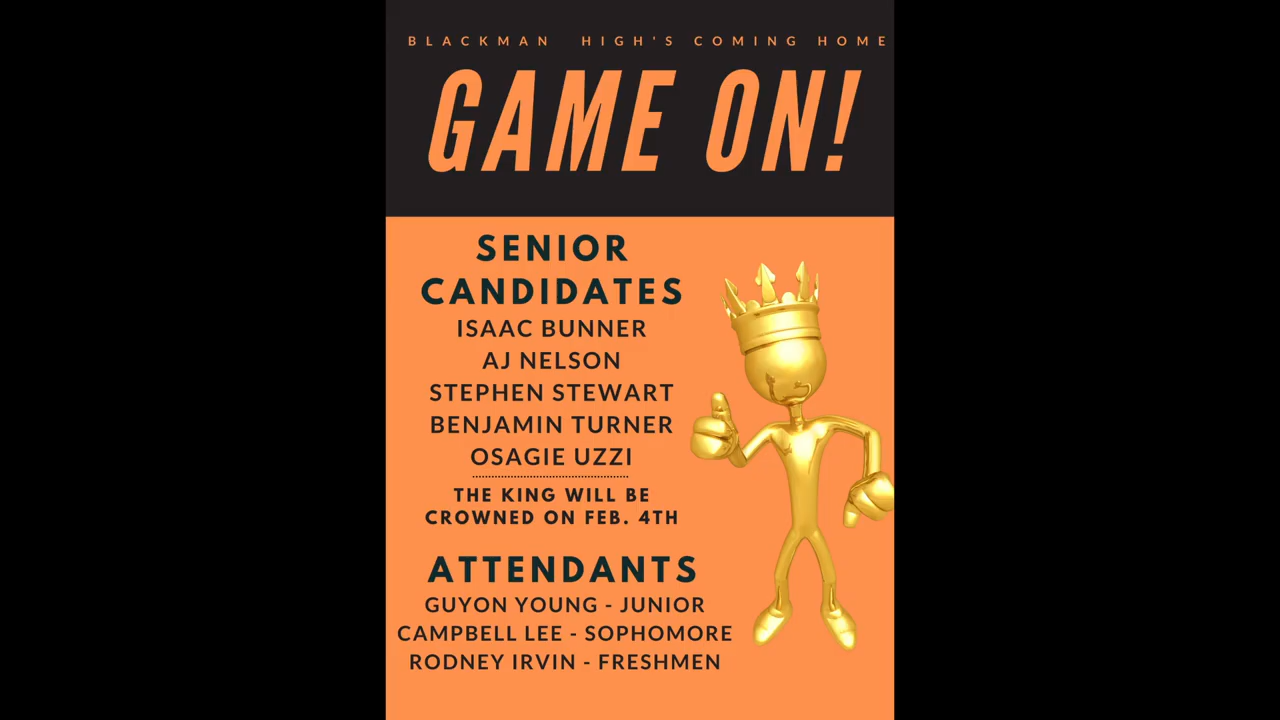 BLACKMAN HIGH'S COMING HOME
GAME ON!
SENIOR
CANDIDATES
ISAAC BUNNER
AJ NELSON
STEPHEN STEWART
BENJAMIN TURNER
OSAGIE UZZI
THE KING WILL BE
CROWNED ON FEB. 4TH
ATTENDANTS
GUYON YOUNG - JUNIOR
CAMPBELL LEE - SOPHOMORE
RODNEY IRVIN - FRESHMEN